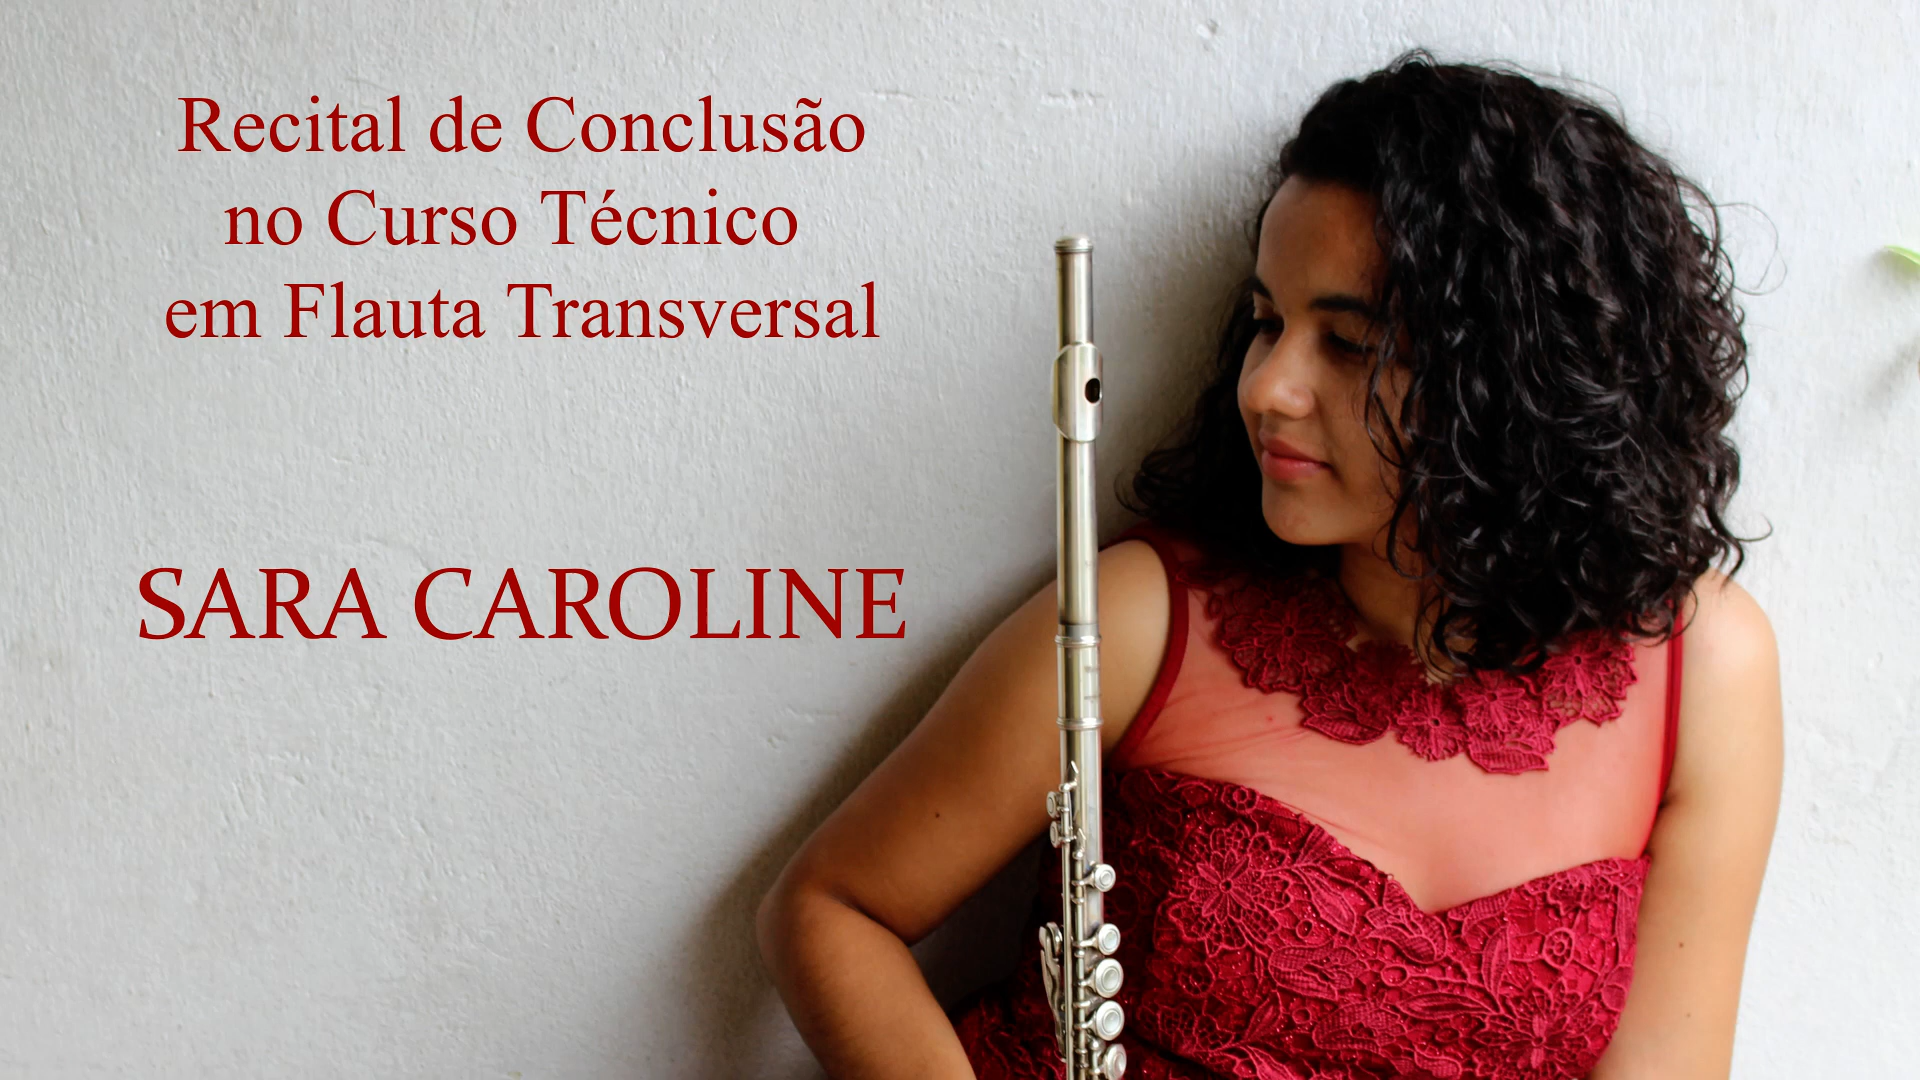 Recital de Conclusão
no Curso Técnico
em Flauta Transversal
SARA CAROLINE